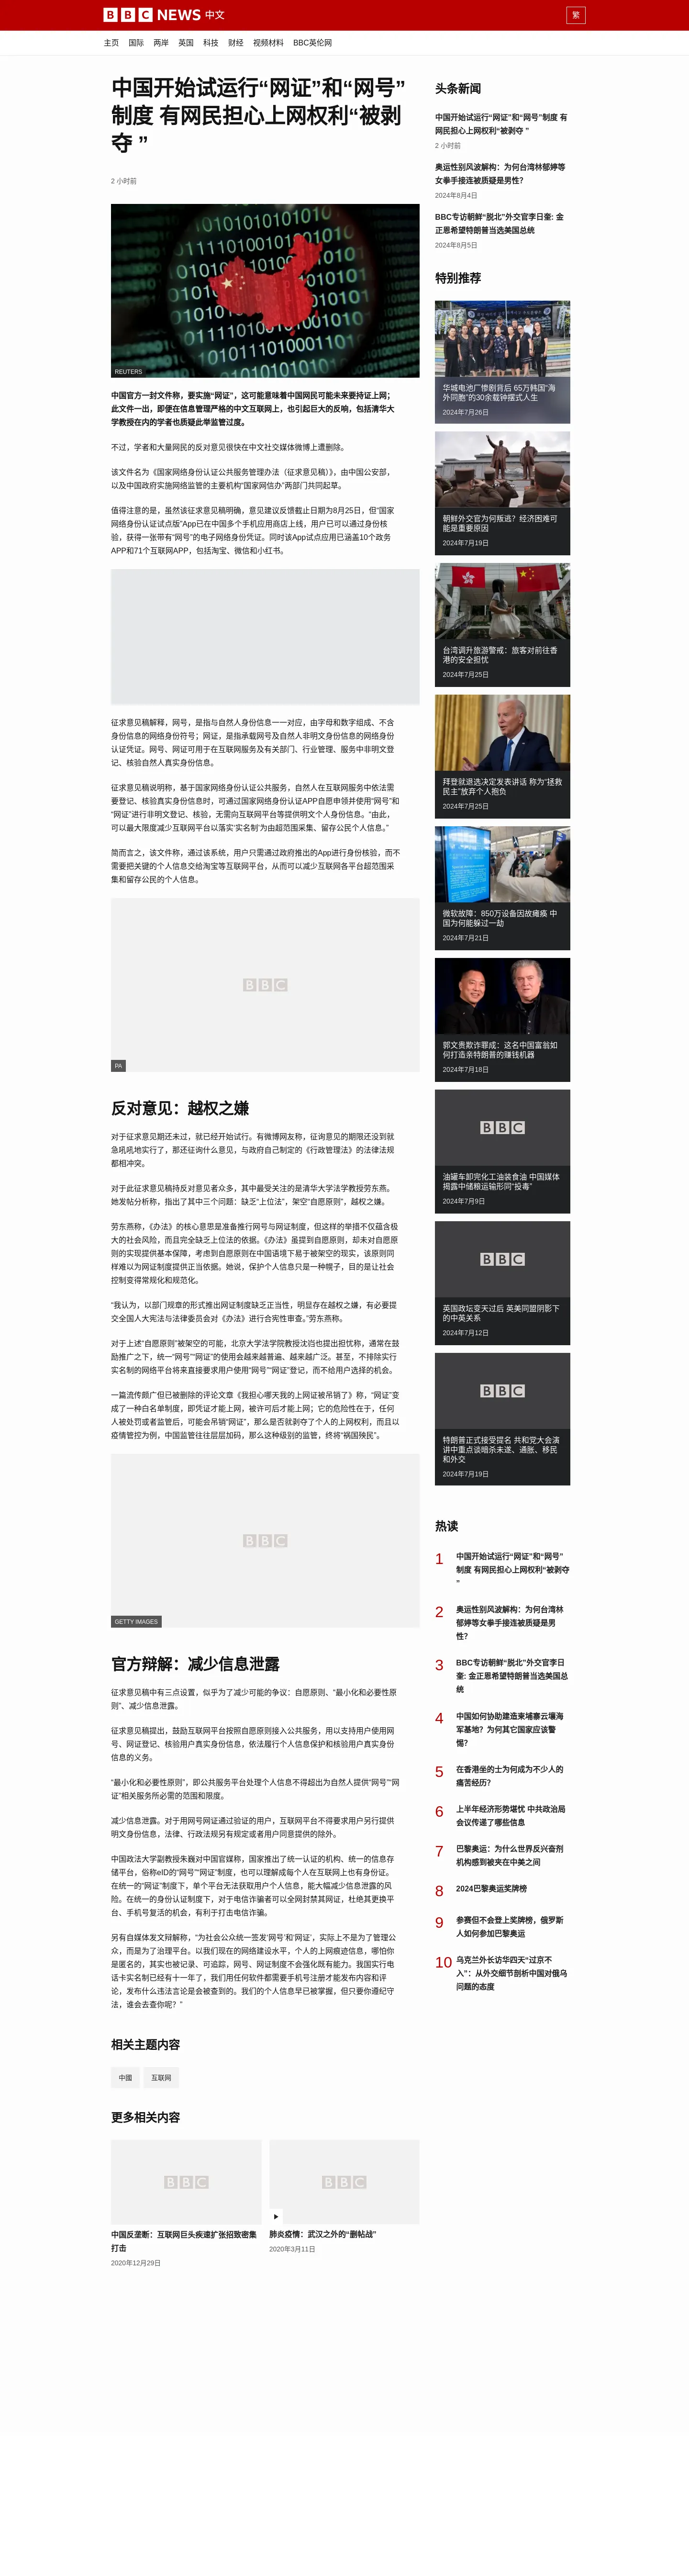 BBC NEWS 中文
繁
主页 国际 两岸 英国 科技 财经 视频材料 BBC英伦网
中国开始试运行“网证”和“网号”
制度 有网民担心上网权利“被剥
夺 ”
2 小时前
REUTERS
中国官方一封文件称，要实施“网证”，这可能意味着中国网民可能未来要持证上网；
此文件一出，即便在信息管理严格的中文互联网上，也引起巨大的反响，包括清华大
学教授在内的学者也质疑此举监管过度。
不过，学者和大量网民的反对意见很快在中文社交媒体微博上遭删除。
该文件名为《国家网络身份认证公共服务管理办法（征求意见稿）》，由中国公安部，
以及中国政府实施网络监管的主要机构“国家网信办”两部门共同起草。
值得注意的是，虽然该征求意见稿明确，意见建议反馈截止日期为8月25日，但“国家
网络身份认证试点版”App已在中国多个手机应用商店上线，用户已可以通过身份核
验，获得一张带有“网号”的电子网络身份凭证。同时该App试点应用已涵盖10个政务
APP和71个互联网APP，包括淘宝、微信和小红书。
征求意见稿解释，网号，是指与自然人身份信息一一对应，由字母和数字组成、不含
身份信息的网络身份符号；网证，是指承载网号及自然人非明文身份信息的网络身份
认证凭证。网号、网证可用于在互联网服务及有关部门、行业管理、服务中非明文登
记、核验自然人真实身份信息。
征求意见稿说明称，基于国家网络身份认证公共服务，自然人在互联网服务中依法需
要登记、核验真实身份信息时，可通过国家网络身份认证APP自愿申领并使用“网号”和
“网证”进行非明文登记、核验，无需向互联网平台等提供明文个人身份信息。“由此，
可以最大限度减少互联网平台以落实‘实名制’为由超范围采集、留存公民个人信息。”
简而言之，该文件称，通过该系统，用户只需通过政府推出的App进行身份核验，而不
需要把关键的个人信息交给淘宝等互联网平台，从而可以减少互联网各平台超范围采
集和留存公民的个人信息。
BBC
PA
反对意见：越权之嫌
对于征求意见期还未过，就已经开始试行。有微博网友称，征询意见的期限还没到就
急吼吼地实行了，那还征询什么意见，与政府自己制定的《行政管理法》的法律法规
都相冲突。
对于此征求意见稿持反对意见者众多，其中最受关注的是清华大学法学教授劳东燕。
她发帖分析称，指出了其中三个问题：缺乏“上位法”，架空“自愿原则”，越权之嫌。
劳东燕称，《办法》的核心意思是准备推行网号与网证制度，但这样的举措不仅蕴含极
大的社会风险，而且完全缺乏上位法的依据。《办法》虽提到自愿原则，却未对自愿原
则的实现提供基本保障，考虑到自愿原则在中国语境下易于被架空的现实，该原则同
样难以为网证制度提供正当依据。她说，保护个人信息只是一种幌子，目的是让社会
控制变得常规化和规范化。
“我认为，以部门规章的形式推出网证制度缺乏正当性，明显存在越权之嫌，有必要提
交全国人大宪法与法律委员会对《办法》进行合宪性审查。”劳东燕称。
对于上述“自愿原则”被架空的可能，北京大学法学院教授沈岿也提出担忧称，通常在鼓
励推广之下，统一“网号”“网证”的使用会越来越普遍、越来越广泛。甚至，不排除实行
实名制的网络平台将来直接要求用户使用“网号”“网证”登记，而不给用户选择的机会。
一篇流传颇广但已被删除的评论文章《我担心哪天我的上网证被吊销了》称，“网证”变
成了一种白名单制度，即凭证才能上网，被许可后才能上网；它的危险性在于，任何
人被处罚或者监管后，可能会吊销“网证”，那么是否就剥夺了个人的上网权利，而且以
疫情管控为例，中国监管往往层层加码，那么这种级别的监管，终将“祸国殃民”。
BBC
GETTY IMAGES
官方辩解：减少信息泄露
征求意见稿中有三点设置，似乎为了减少可能的争议：自愿原则、“最小化和必要性原
则”、减少信息泄露。
征求意见稿提出，鼓励互联网平台按照自愿原则接入公共服务，用以支持用户使用网
号、网证登记、核验用户真实身份信息，依法履行个人信息保护和核验用户真实身份
信息的义务。
“最小化和必要性原则”，即公共服务平台处理个人信息不得超出为自然人提供“网号”“网
证”相关服务所必需的范围和限度。
减少信息泄露。对于用网号网证通过验证的用户，互联网平台不得要求用户另行提供
明文身份信息，法律、行政法规另有规定或者用户同意提供的除外。
中国政法大学副教授朱巍对中国官媒称，国家推出了统一认证的机构、统一的信息存
储平台，俗称eID的“网号”“网证”制度，也可以理解成每个人在互联网上也有身份证。
在统一的“网证”制度下，单个平台无法获取用户个人信息，能大幅减少信息泄露的风
险。在统一的身份认证制度下，对于电信诈骗者可以全网封禁其网证，杜绝其更换平
台、手机号复活的机会，有利于打击电信诈骗。
另有自媒体发文辩解称，“为社会公众统一签发‘网号’和‘网证’，实际上不是为了管理公
众，而是为了治理平台。以我们现在的网络建设水平，个人的上网痕迹信息，哪怕你
是匿名的，其实也被记录、可追踪，网号、网证制度不会强化既有能力。我国实行电
话卡实名制已经有十一年了，我们用任何软件都需要手机号注册才能发布内容和评
论，发布什么违法言论是会被查到的。我们的个人信息早已被掌握，但只要你遵纪守
法，谁会去查你呢？”
相关主题内容
中國
互联网
更多相关内容
BBC
中国反垄断：互联网巨头疾速扩张招致密集
打击
2020年12月29日
BBC
肺炎疫情：武汉之外的“删帖战”
2020年3月11日
头条新闻
中国开始试运行“网证”和“网号”制度 有
网民担心上网权利“被剥夺 ”
2 小时前
奥运性别风波解构：为何台湾林郁婷等
女拳手接连被质疑是男性？
2024年8月4日
BBC专访朝鲜“脱北”外交官李日奎: 金
正恩希望特朗普当选美国总统
2024年8月5日
特别推荐
华城电池厂惨剧背后 65万韩国“海
外同胞”的30余载钟摆式人生
2024年7月26日
朝鲜外交官为何叛逃？经济困难可
能是重要原因
2024年7月19日
台湾调升旅游警戒：旅客对前往香
港的安全担忧
2024年7月25日
拜登就退选决定发表讲话 称为“拯救
民主”放弃个人抱负
2024年7月25日
微软故障：850万设备因故瘫痪 中
国为何能躲过一劫
2024年7月21日
郭文贵欺诈罪成：这名中国富翁如
何打造亲特朗普的赚钱机器
2024年7月18日
BBC
油罐车卸完化工油装食油 中国媒体
揭露中储粮运输形同“投毒”
2024年7月9日
BBC
英国政坛变天过后 英美同盟阴影下
的中英关系
2024年7月12日
BBC
特朗普正式接受提名 共和党大会演
讲中重点谈暗杀未遂、通胀、移民
和外交
2024年7月19日
热读
1 中国开始试运行“网证”和“网号”
制度 有网民担心上网权利“被剥夺
”
2 奥运性别风波解构：为何台湾林
郁婷等女拳手接连被质疑是男
性？
3 BBC专访朝鲜“脱北”外交官李日
奎: 金正恩希望特朗普当选美国总
统
4 中国如何协助建造柬埔寨云壤海
军基地？为何其它国家应该警
惕？
5 在香港坐的士为何成为不少人的
痛苦经历？
6 上半年经济形势堪忧 中共政治局
会议传递了哪些信息
7 巴黎奥运：为什么世界反兴奋剂
机构感到被夹在中美之间
8 2024巴黎奥运奖牌榜
9 参赛但不会登上奖牌榜，俄罗斯
人如何参加巴黎奥运
10 乌克兰外长访华四天“过京不
入”：从外交细节剖析中国对俄乌
问题的态度